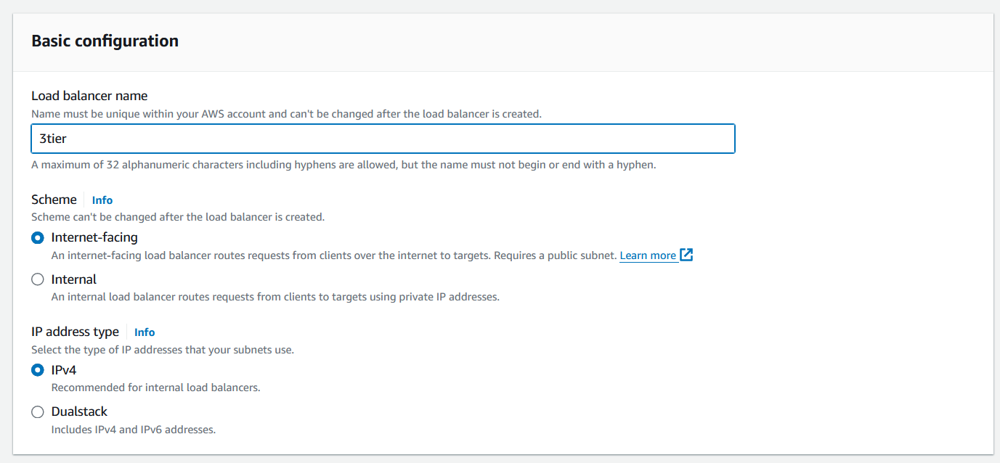 Basic configuration
Load balancer name
Name must be unique within your AWS account and can't be changed after the load balancer is created.
3tier
A maximum of 32 alphanumeric characters including hyphens are allowed, but the name must not begin or end with a hyphen.
Scheme Info
Scheme can't be changed after the load balancer is created.
Internet-facing
An internet-facing load balancer routes requests from clients over the internet to targets. Requires a public subnet. Learn more
Internal
An internal load balancer routes requests from clients to targets using private IP addresses.
IP address type Info
Select the type of IP addresses that your subnets use.
IPv4
Recommended for internal load balancers.
Dualstack
Includes IPv4 and IPv6 addresses.